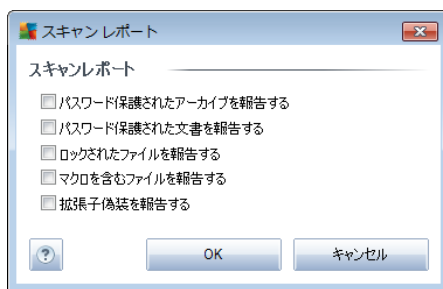 スキャン レポート
スキャンレポート
パスワード保護されたアーカイブを報告する
パスワード保護された文書を報告する
ロックされたファイルを報告する
マクロを含むファイルを報告する
拡張子偽装を報告する
?
OK
キャンセル